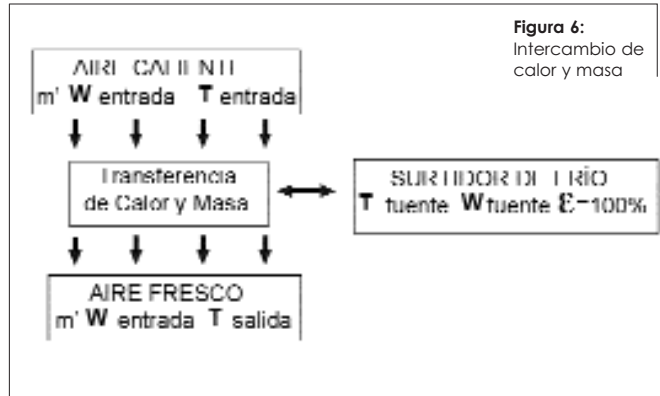 Figura 6:
Intercambio de
calor y masa
AIRE CALIENTE
m' W entrada T entrada
Transferencia
de Calor y Masa
SURTIDOR DE FRÍO
T fuente W fuente ε=100%
AIRE FRESCO
m' W entrada T salida